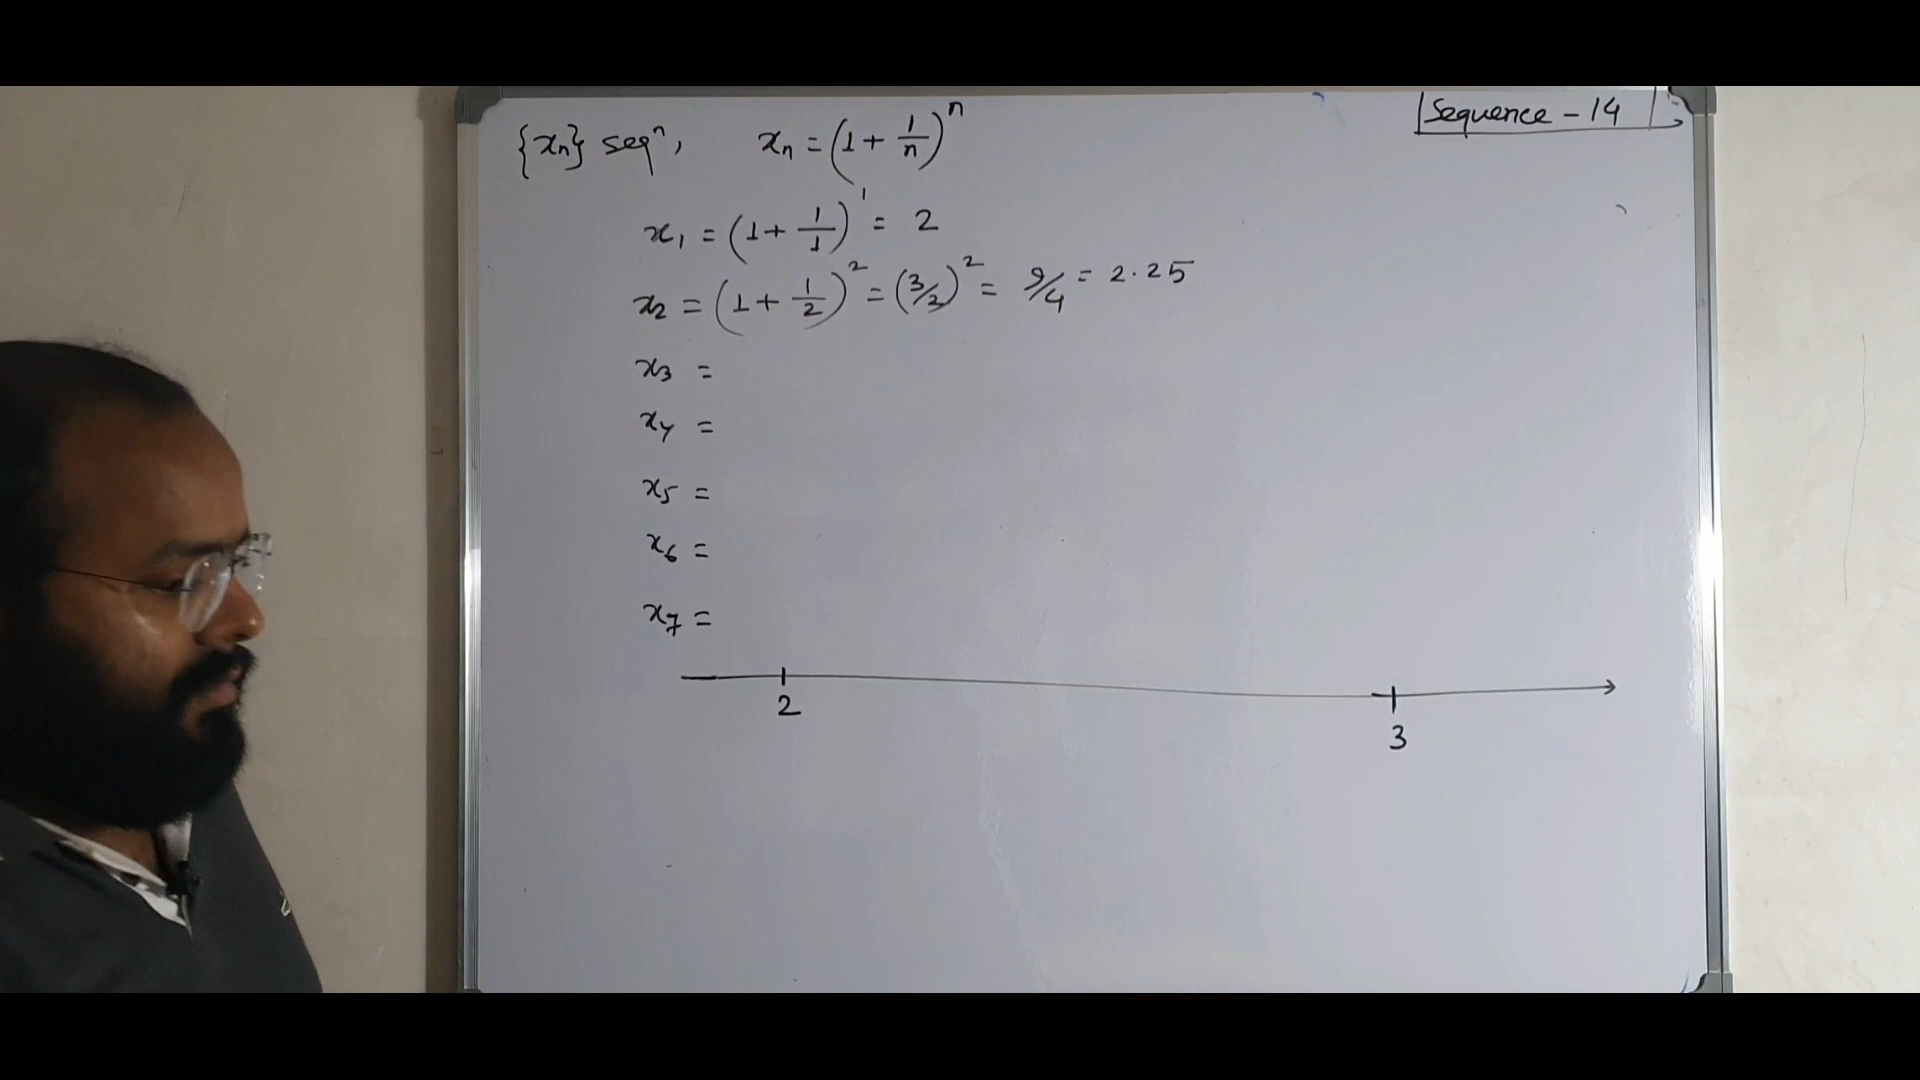 Sequence - 14
{xₙ} seqⁿ, xₙ = (1 + 1/n)ⁿ
x₁ = (1 + 1/1)¹ = 2
x₂ = (1 + 1/2)² = (3/2)² = 9/4 = 2.25
x₃ =
x₄ =
x₅ =
x₆ =
x₇ =
2 3